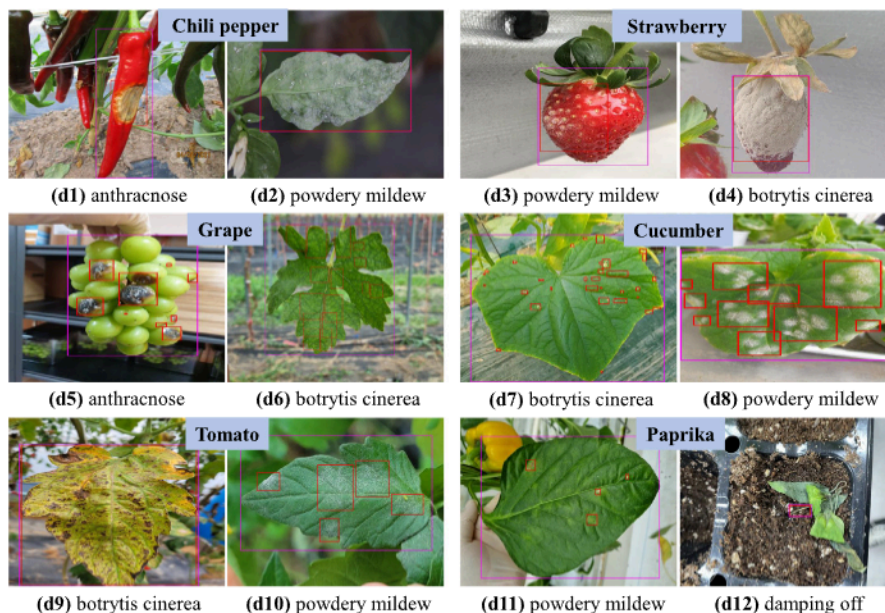 Chili pepper
Strawberry
(d1) anthracnose
(d2) powdery mildew
(d3) powdery mildew
(d4) botrytis cinerea
Grape
Cucumber
(d5) anthracnose
(d6) botrytis cinerea
(d7) botrytis cinerea
(d8) powdery mildew
Tomato
Paprika
(d9) botrytis cinerea
(d10) powdery mildew
(d11) powdery mildew
(d12) damping off